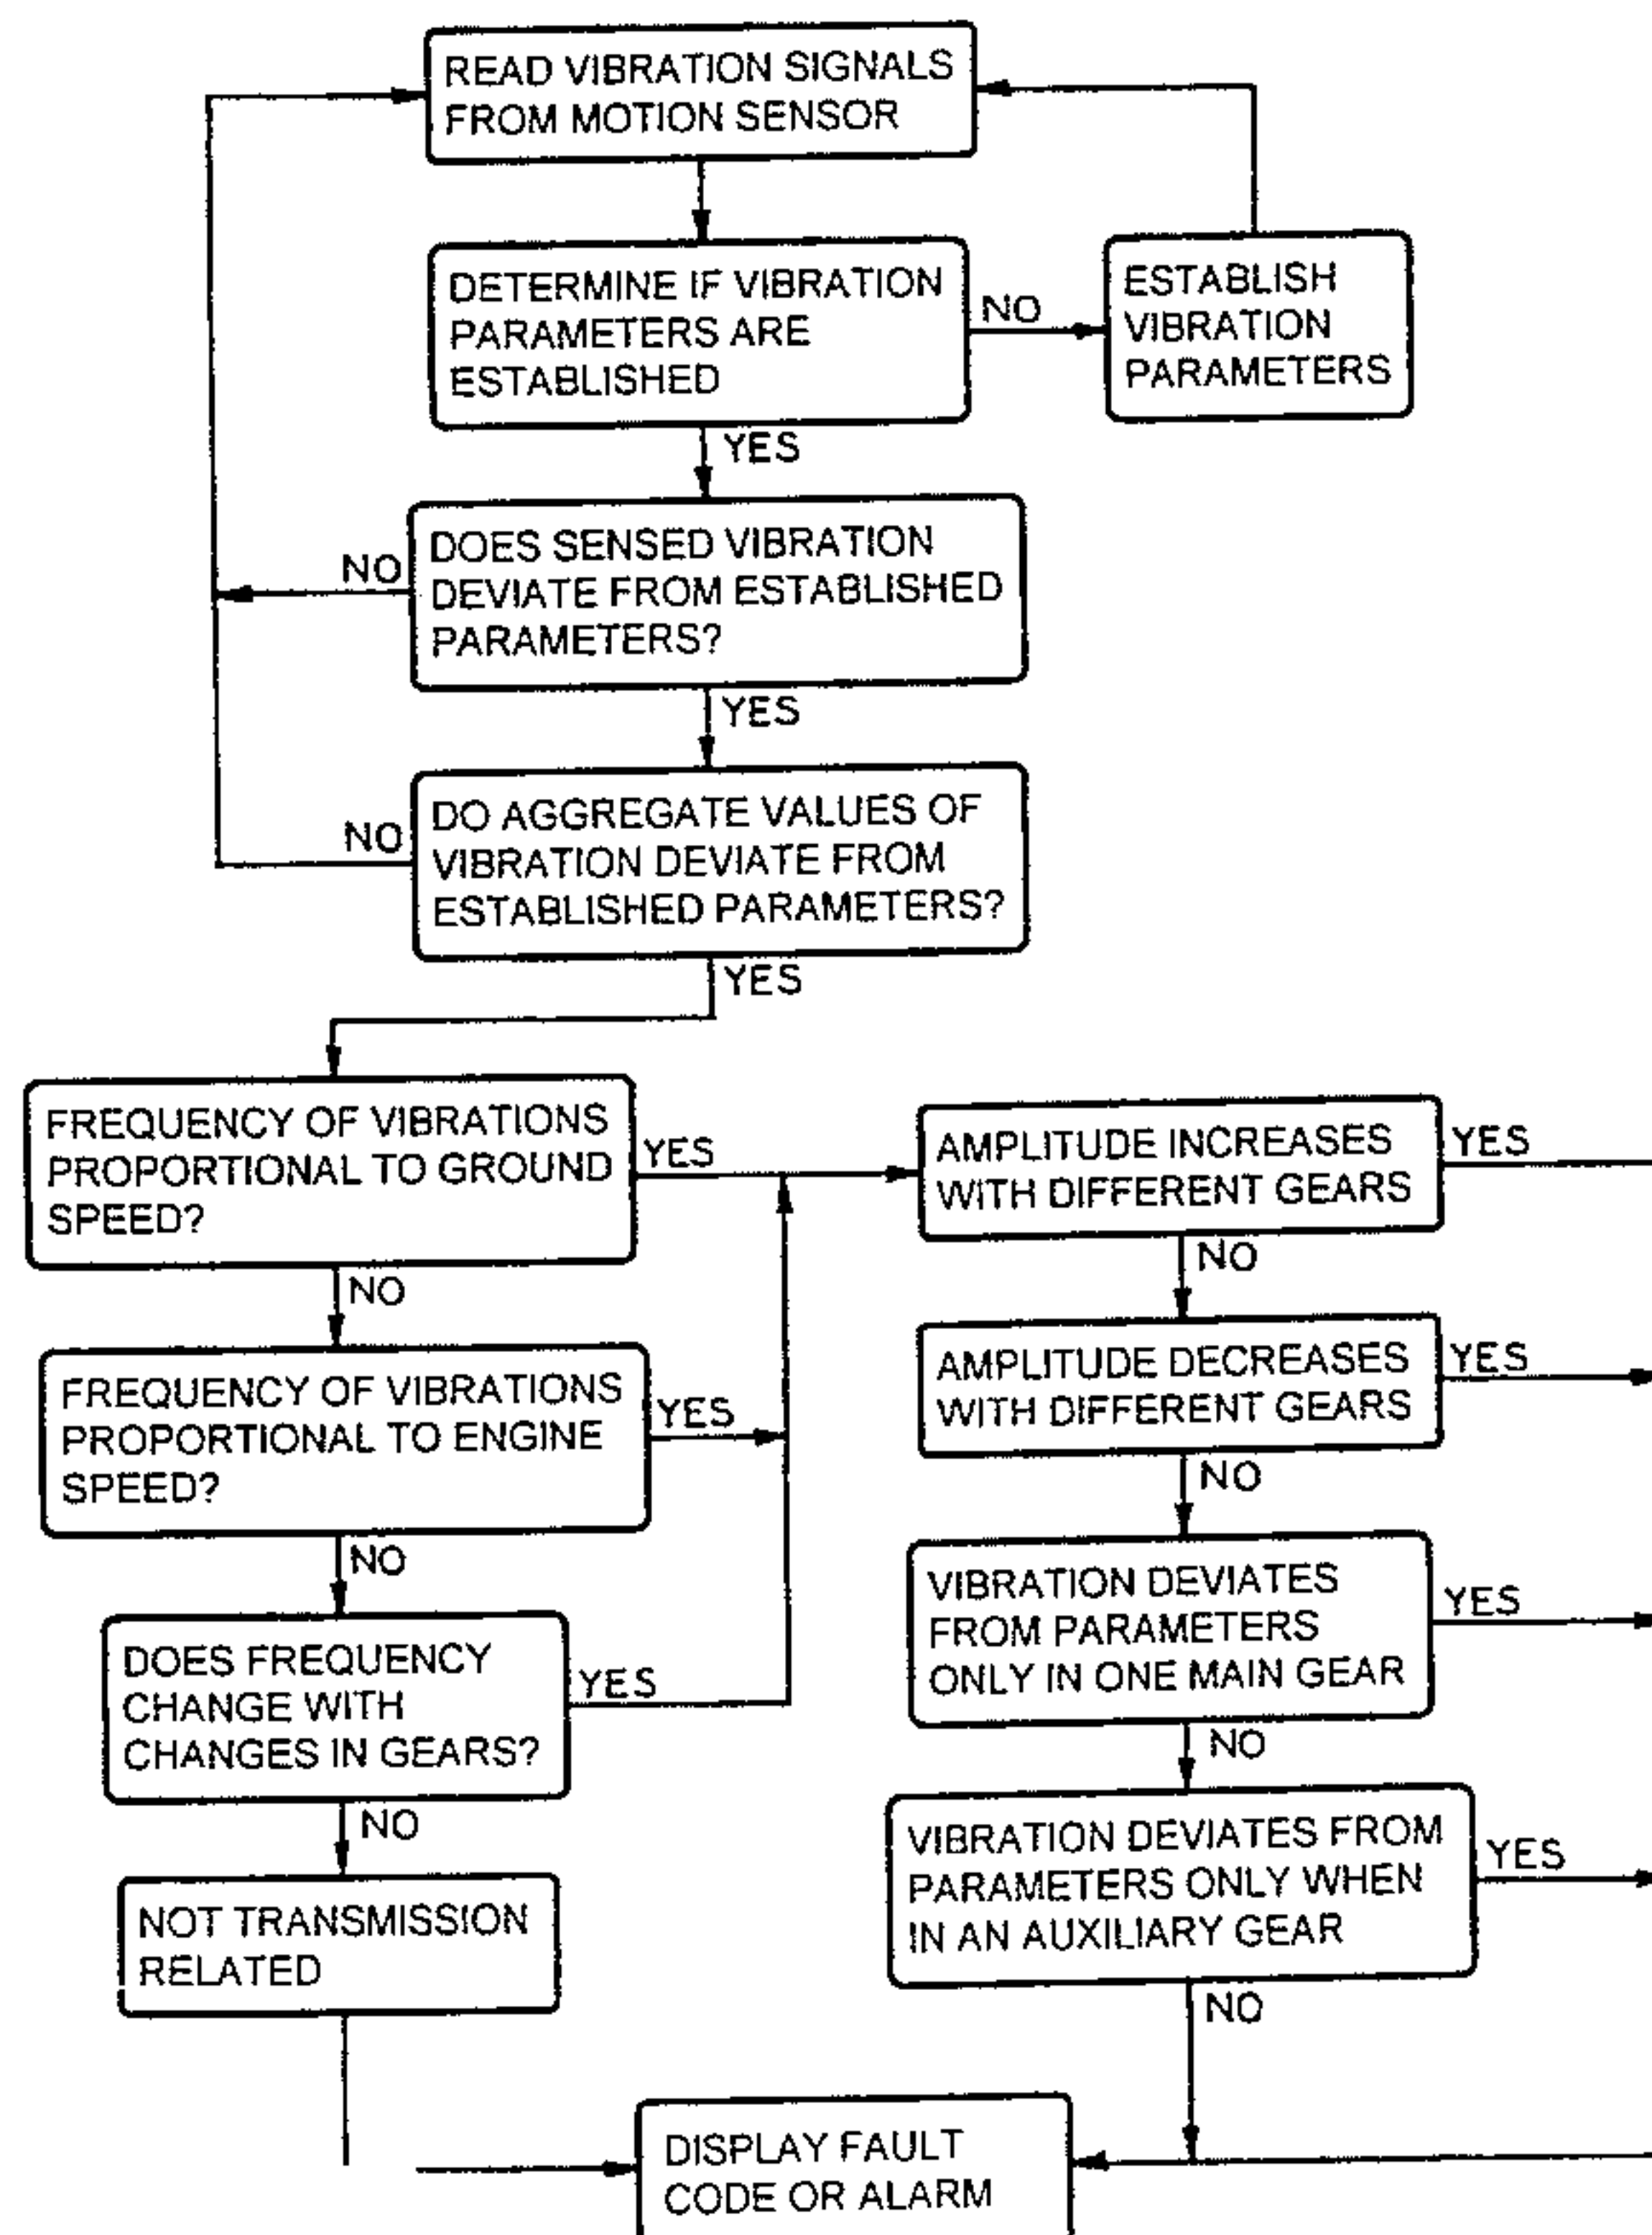 READ VIBRATION SIGNALS
FROM MOTION SENSOR
DETERMINE IF VIBRATION
PARAMETERS ARE
ESTABLISHED
NO
ESTABLISH
VIBRATION
PARAMETERS
YES
DOES SENSED VIBRATION
DEVIATE FROM ESTABLISHED
PARAMETERS?
NO
YES
DO AGGREGATE VALUES OF
VIBRATION DEVIATE FROM
ESTABLISHED PARAMETERS?
NO
YES
FREQUENCY OF VIBRATIONS
PROPORTIONAL TO GROUND
SPEED?
YES
NO
FREQUENCY OF VIBRATIONS
PROPORTIONAL TO ENGINE
SPEED?
YES
NO
DOES FREQUENCY
CHANGE WITH
CHANGES IN GEARS?
YES
NO
NOT TRANSMISSION
RELATED
AMPLITUDE INCREASES
WITH DIFFERENT GEARS
YES
NO
AMPLITUDE DECREASES
WITH DIFFERENT GEARS
YES
NO
VIBRATION DEVIATES
FROM PARAMETERS
ONLY IN ONE MAIN GEAR
YES
NO
VIBRATION DEVIATES FROM
PARAMETERS ONLY WHEN
IN AN AUXILIARY GEAR
YES
NO
DISPLAY FAULT
CODE OR ALARM